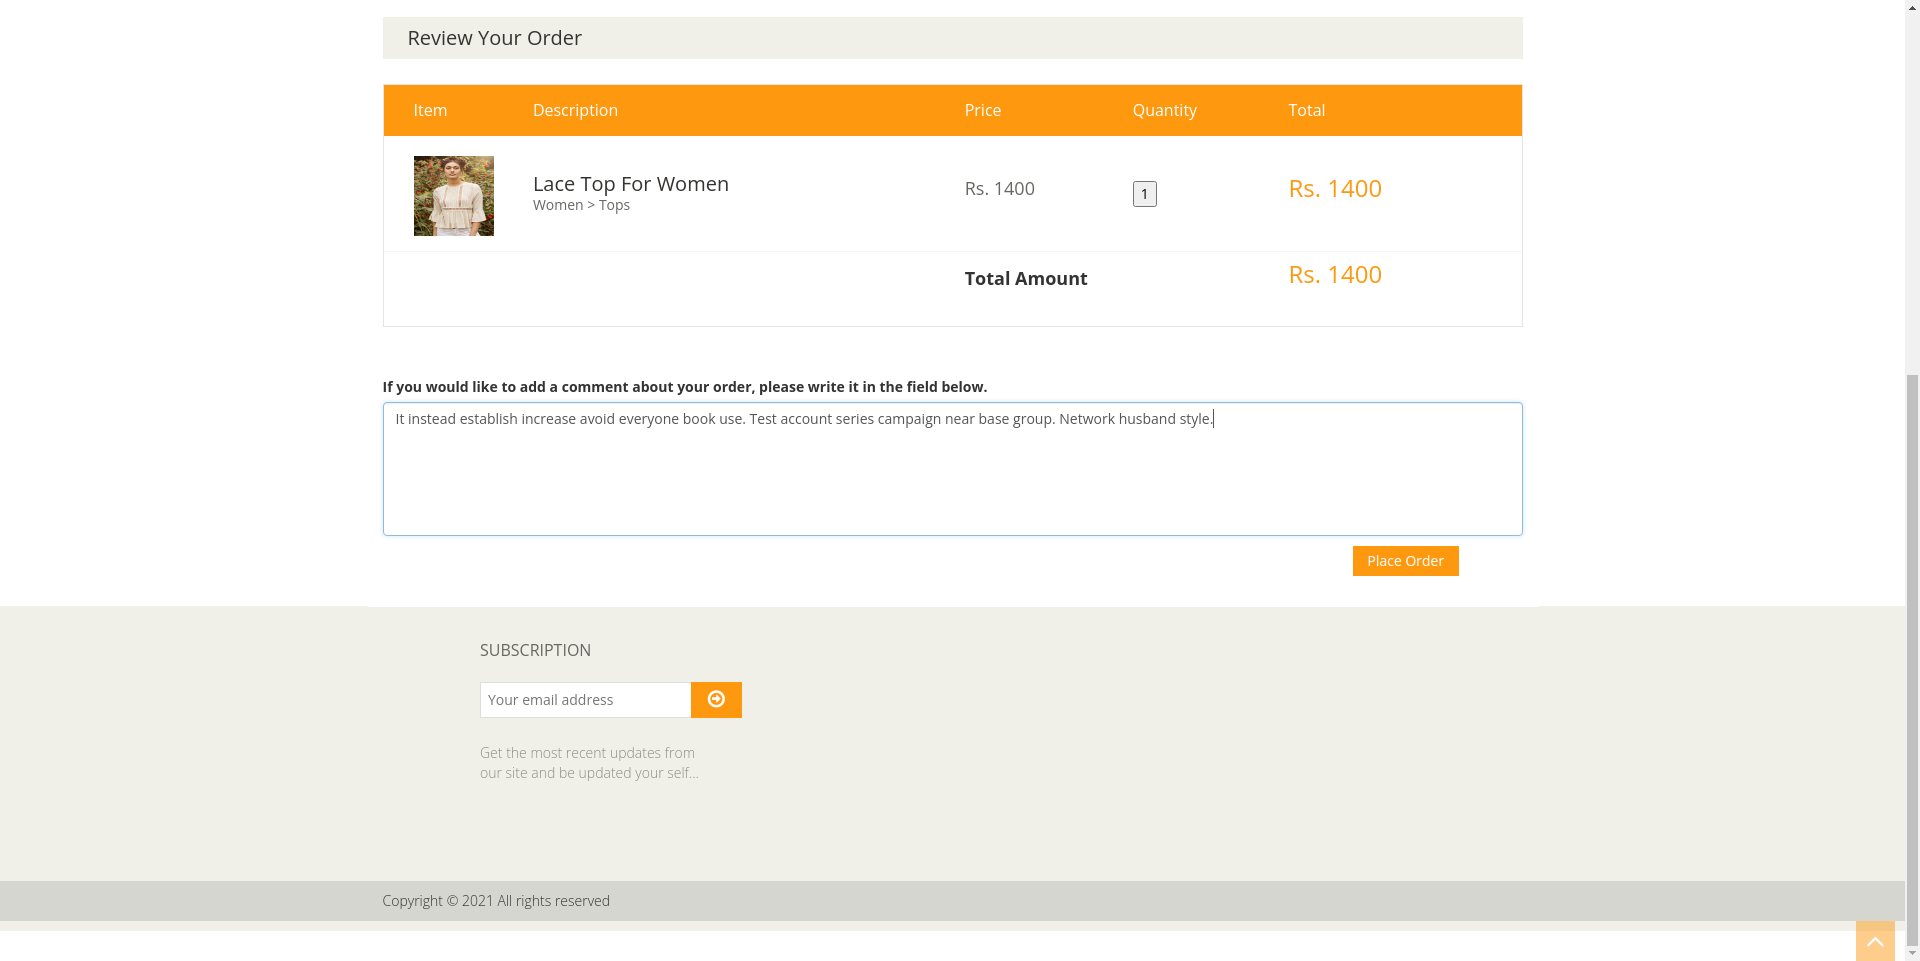 Review Your Order
Item Description Price Quantity Total
Lace Top For Women
Women > Tops
Rs. 1400
1
Rs. 1400
Total Amount
Rs. 1400
If you would like to add a comment about your order, please write it in the field below.
It instead establish increase avoid everyone book use. Test account series campaign near base group. Network husband style.
Place Order
SUBSCRIPTION
Your email address
Get the most recent updates from
our site and be updated your self...
Copyright © 2021 All rights reserved